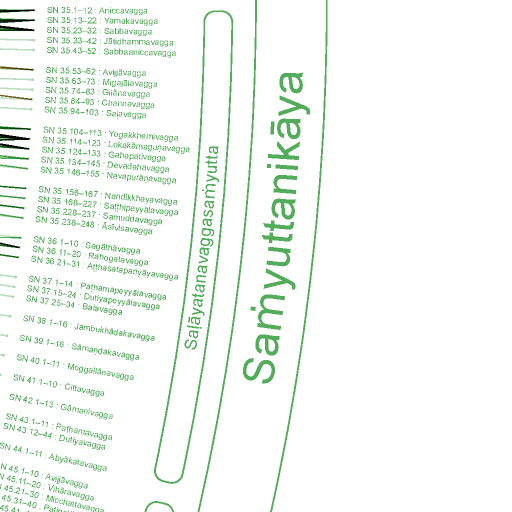 SN 35.1–12 : Aniccavagga
SN 35.13–22 : Yamakavagga
SN 35.23–32 : Sabbavagga
SN 35.33–42 : Jātidhammavagga
SN 35.43–52 : Sabbaaniccavagga
SN 35.53–62 : Avijjāvagga
SN 35.63–73 : Migajālavagga
SN 35.74–83 : Gilānavagga
SN 35.84–93 : Channavagga
SN 35.94–103 : Saḷavagga
SN 35.104–113 : Yogakkhemivagga
SN 35.114–123 : Lokakāmaguṇavagga
SN 35.124–133 : Gahapativagga
SN 35.134–145 : Devadahavagga
SN 35.146–155 : Navapurāṇavagga
SN 35.156–167 : Nandikkhayavagga
SN 35.168–227 : Saṭṭhipeyyālavagga
SN 35.228–237 : Samuddavagga
SN 35.238–248 : Āsīvisavagga
SN 36.1–10 : Sagāthāvagga
SN 36.11–20 : Rahogatavagga
SN 36.21–31 : Aṭṭhasatapariyāyavagga
SN 37.1–14 : Paṭhamapeyyālavagga
SN 37.15–24 : Dutiyapeyyālavagga
SN 37.25–34 : Balavagga
SN 38.1–16 : Jambukhādakavagga
SN 39.1–16 : Sāmaṇḍakavagga
SN 40.1–11 : Moggallānavagga
SN 41.1–10 : Cittavagga
SN 42.1–13 : Gāmaṇivagga
SN 43.1–11 : Paṭhamavagga
SN 43.12–44 : Dutiyavagga
SN 44.1–11 : Abyākatavagga
N 45.1–10 : Avijjāvagga
45.11–20 : Vihāravagga
45.21–30 : Micchattavagga
45.31–40
Saḷāyatanavaggasaṁyutta
Saṁyuttanikāya